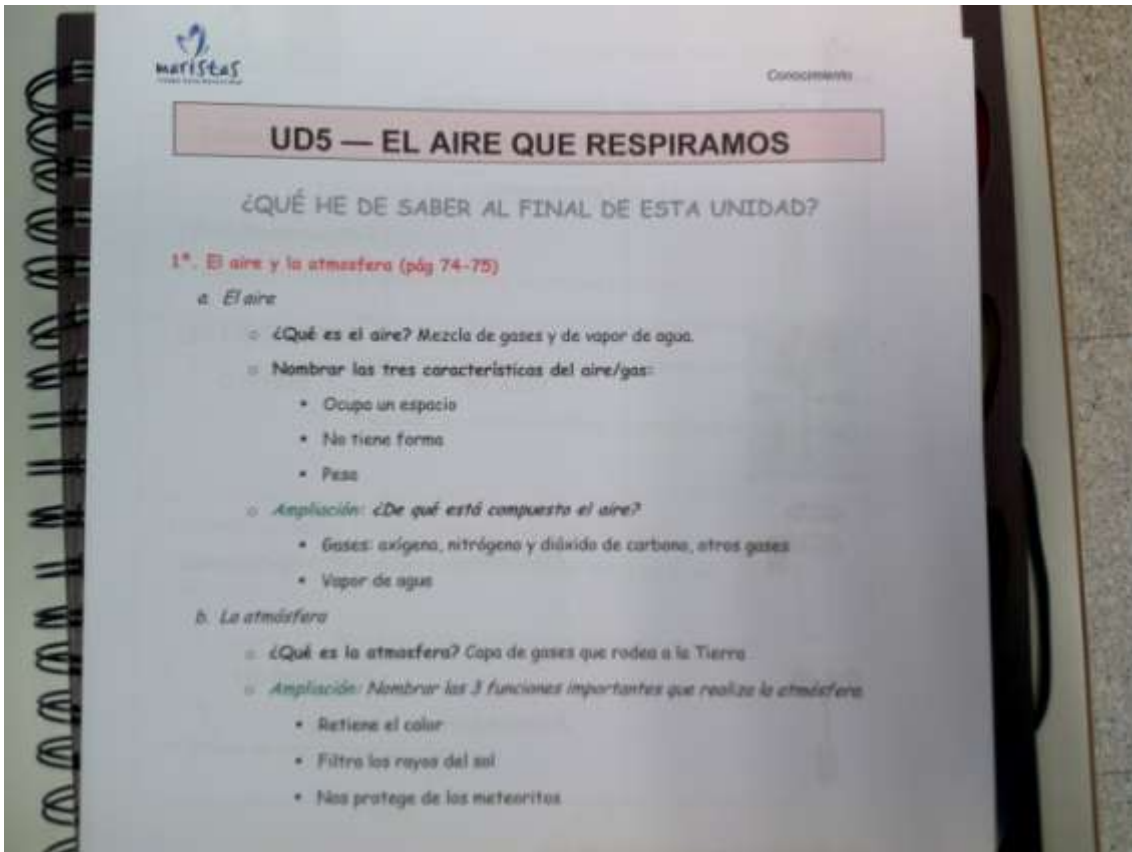 maristas
Conocimiento
UD5 — EL AIRE QUE RESPIRAMOS
¿QUÉ HE DE SABER AL FINAL DE ESTA UNIDAD?
1º. El aire y la atmosfera (pág 74-75)
a. El aire
o ¿Qué es el aire? Mezcla de gases y de vapor de agua.
o Nombrar las tres características del aire/gas:
• Ocupa un espacio
• No tiene forma
• Pesa
o Ampliación: ¿De qué está compuesto el aire?
• Gases: oxígeno, nitrógeno y dióxido de carbono, otros gases
• Vapor de agua
b. La atmósfera
o ¿Qué es la atmosfera? Capa de gases que rodea a la Tierra
o Ampliación: Nombrar las 3 funciones importantes que realiza la atmósfera
• Retiene el calor
• Filtra los rayos del sol
• Nos protege de los meteoritos